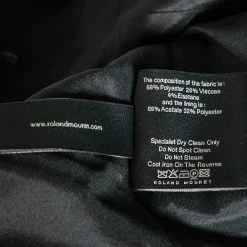 www.rolandmouret.com
The composition of the fabric is:
66% Polyester 28% Viscose
6% Elastane
and the lining is :
68% Acetate 32% Polyester
Specialist Dry Clean Only
Do Not Spot Clean
Do Not Steam
Cool iron On The Reverse
ROLAND MOURET